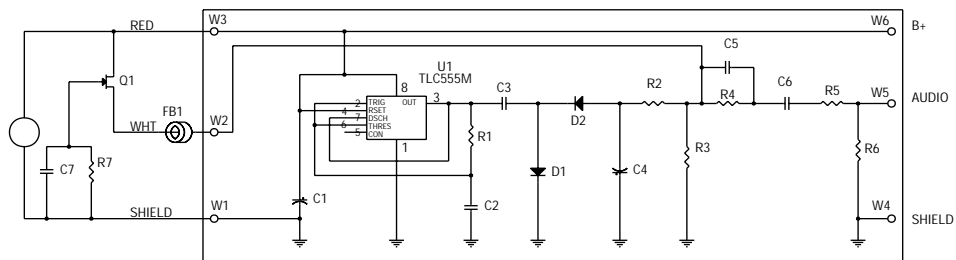 RED
W3
W6
B+
C5
U1
TLC555M
Q1
8
C3
R2
R4
C6
R5
W5
AUDIO
2
TRIG
OUT
3
4
RSET
7
DSCH
6
THRES
5
CON
D2
FB1
WHT
W2
1
R1
R3
R6
C7
R7
D1
C4
C1
C2
SHIELD
W1
W4
SHIELD